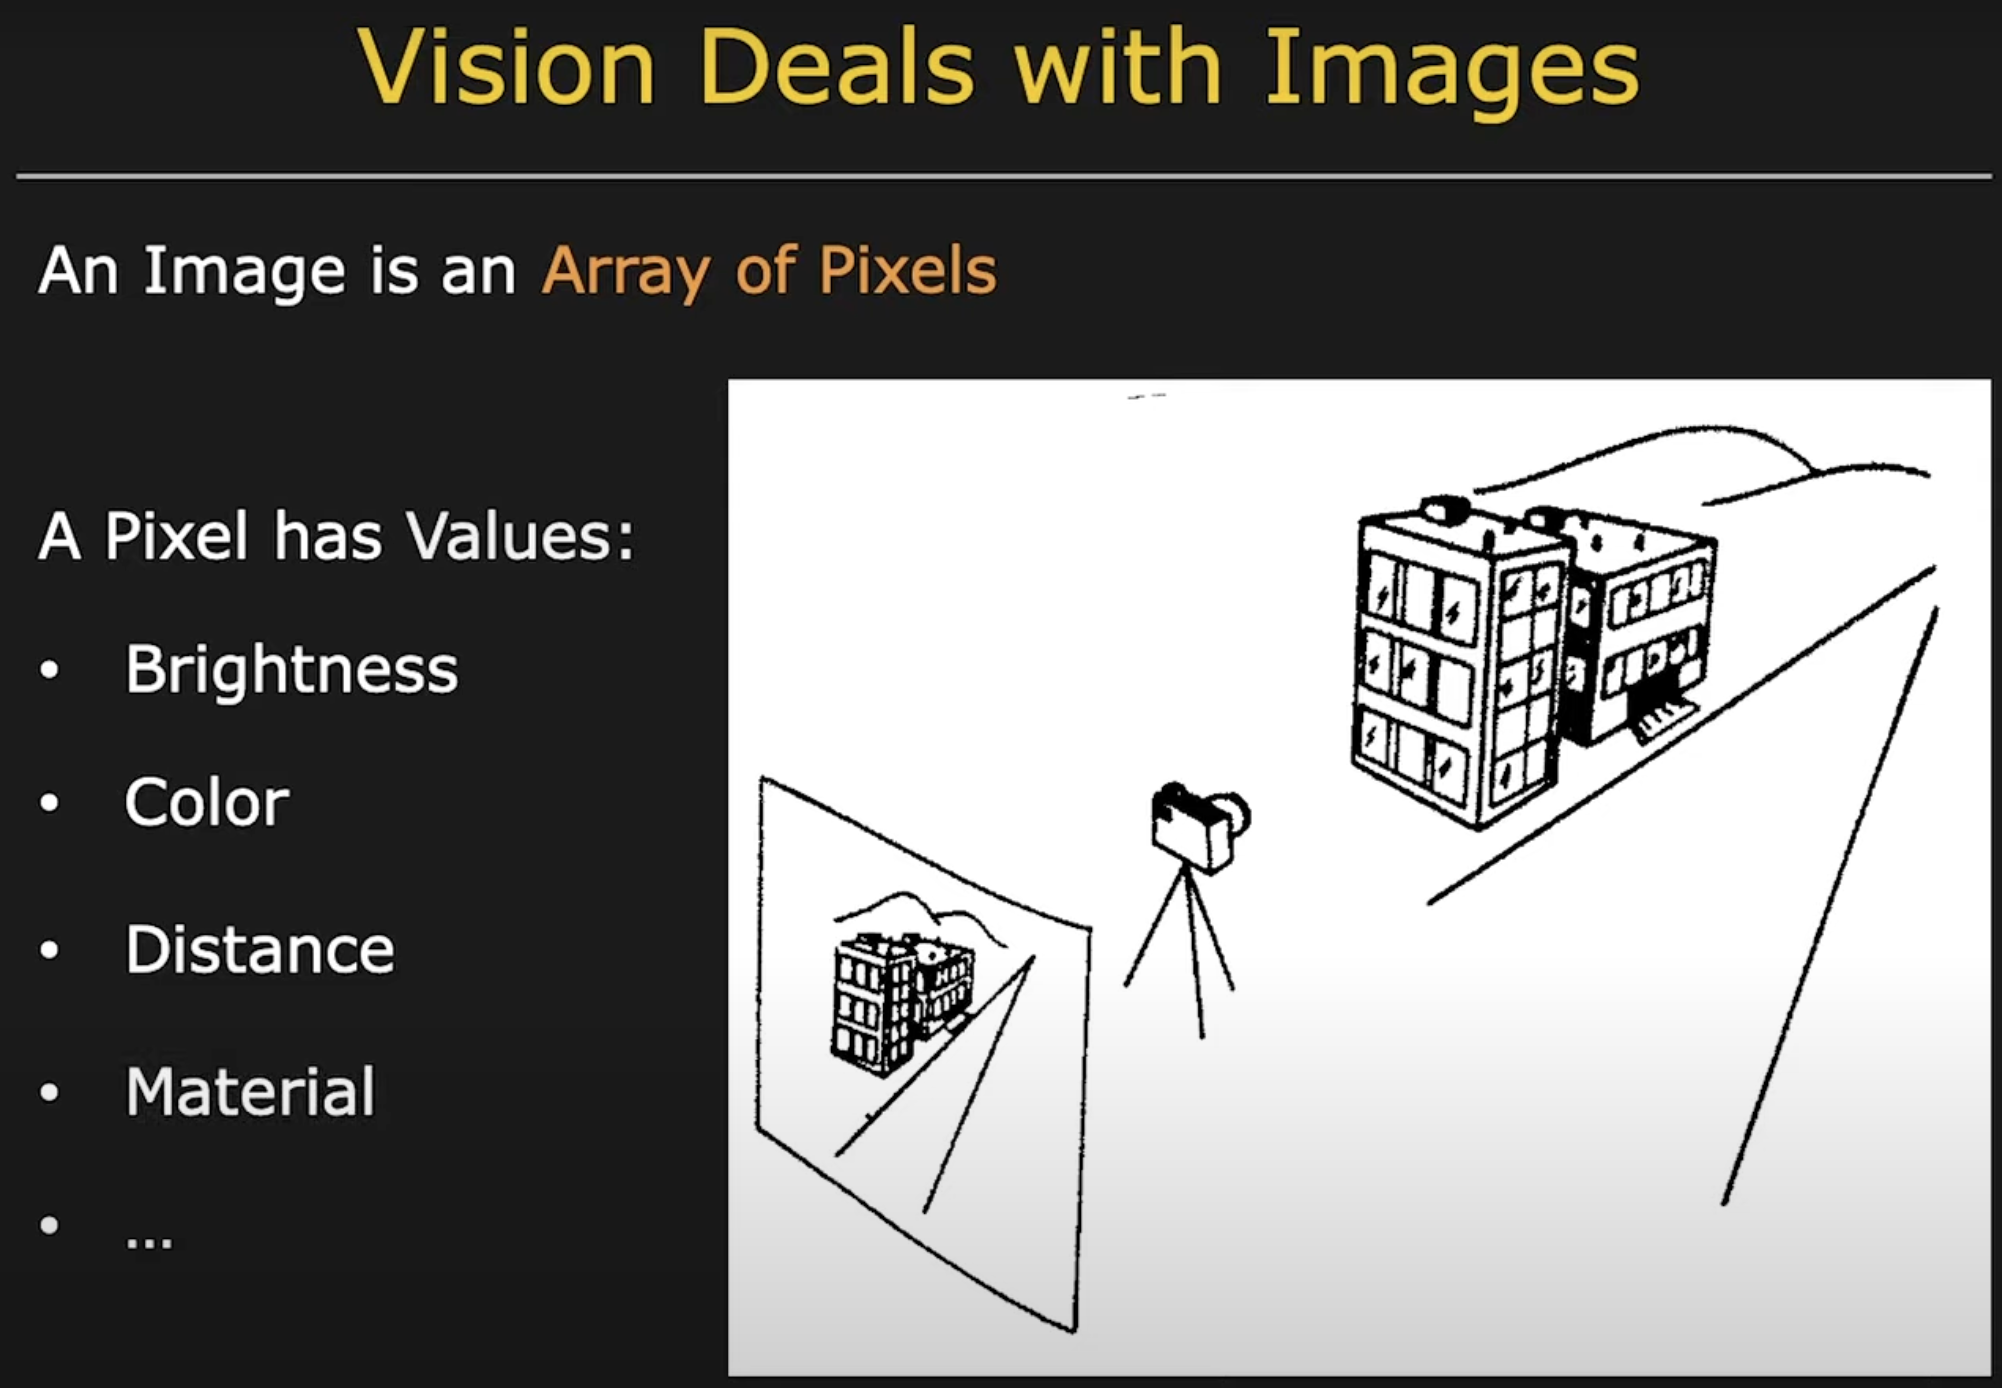 Vision Deals with Images
An Image is an Array of Pixels
A Pixel has Values:
• Brightness
• Color
• Distance
• Material
• ...